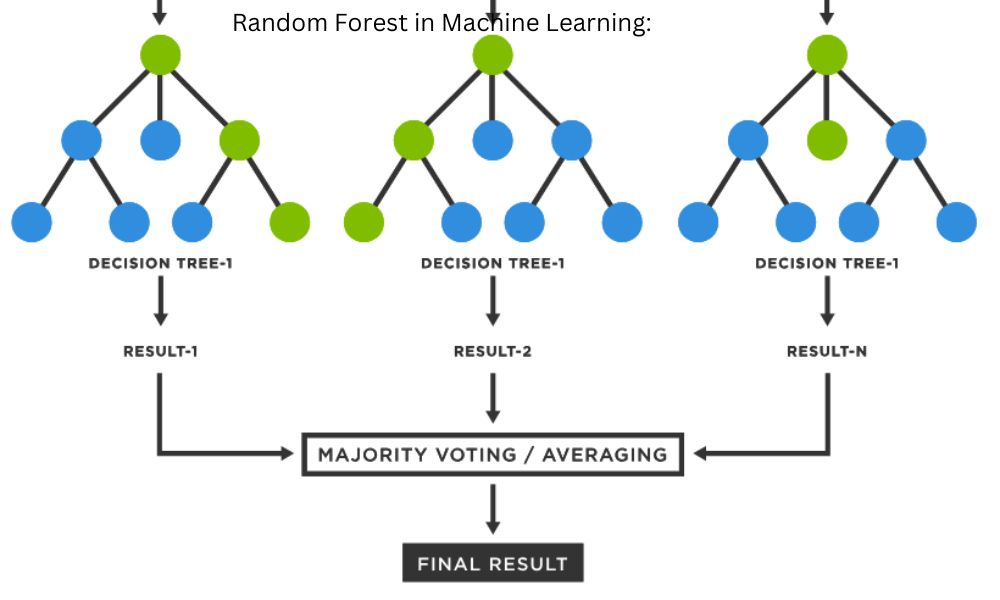 Random Forest in Machine Learning:
DECISION TREE-1
DECISION TREE-1
DECISION TREE-1
RESULT-1
RESULT-2
RESULT-N
MAJORITY VOTING / AVERAGING
FINAL RESULT